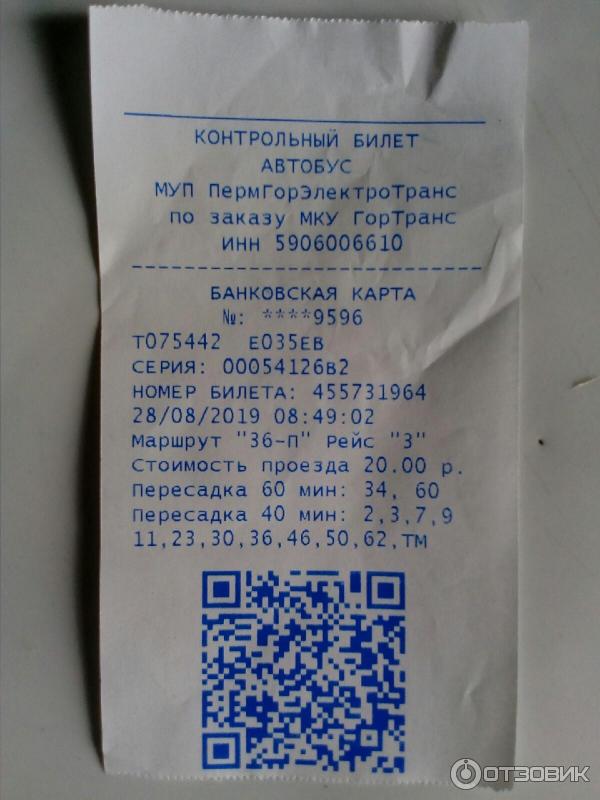 КОНТРОЛЬНЫЙ БИЛЕТ
АВТОБУС
МУП ПермГорЭлектроТранс
по заказу МКУ ГорТранс
ИНН 5906006610
БАНКОВСКАЯ КАРТА
№: ****9596
Т075442 Е035ЕВ
СЕРИЯ: 00054126в2
НОМЕР БИЛЕТА: 455731964
28/08/2019 08:49:02
Маршрут "36-П" Рейс "3"
Стоимость проезда 20.00 р.
Пересадка 60 мин: 34, 60
Пересадка 40 мин: 2,3,7,9
11,23,30,36,46,50,62,ТМ
ОТЗОВИК